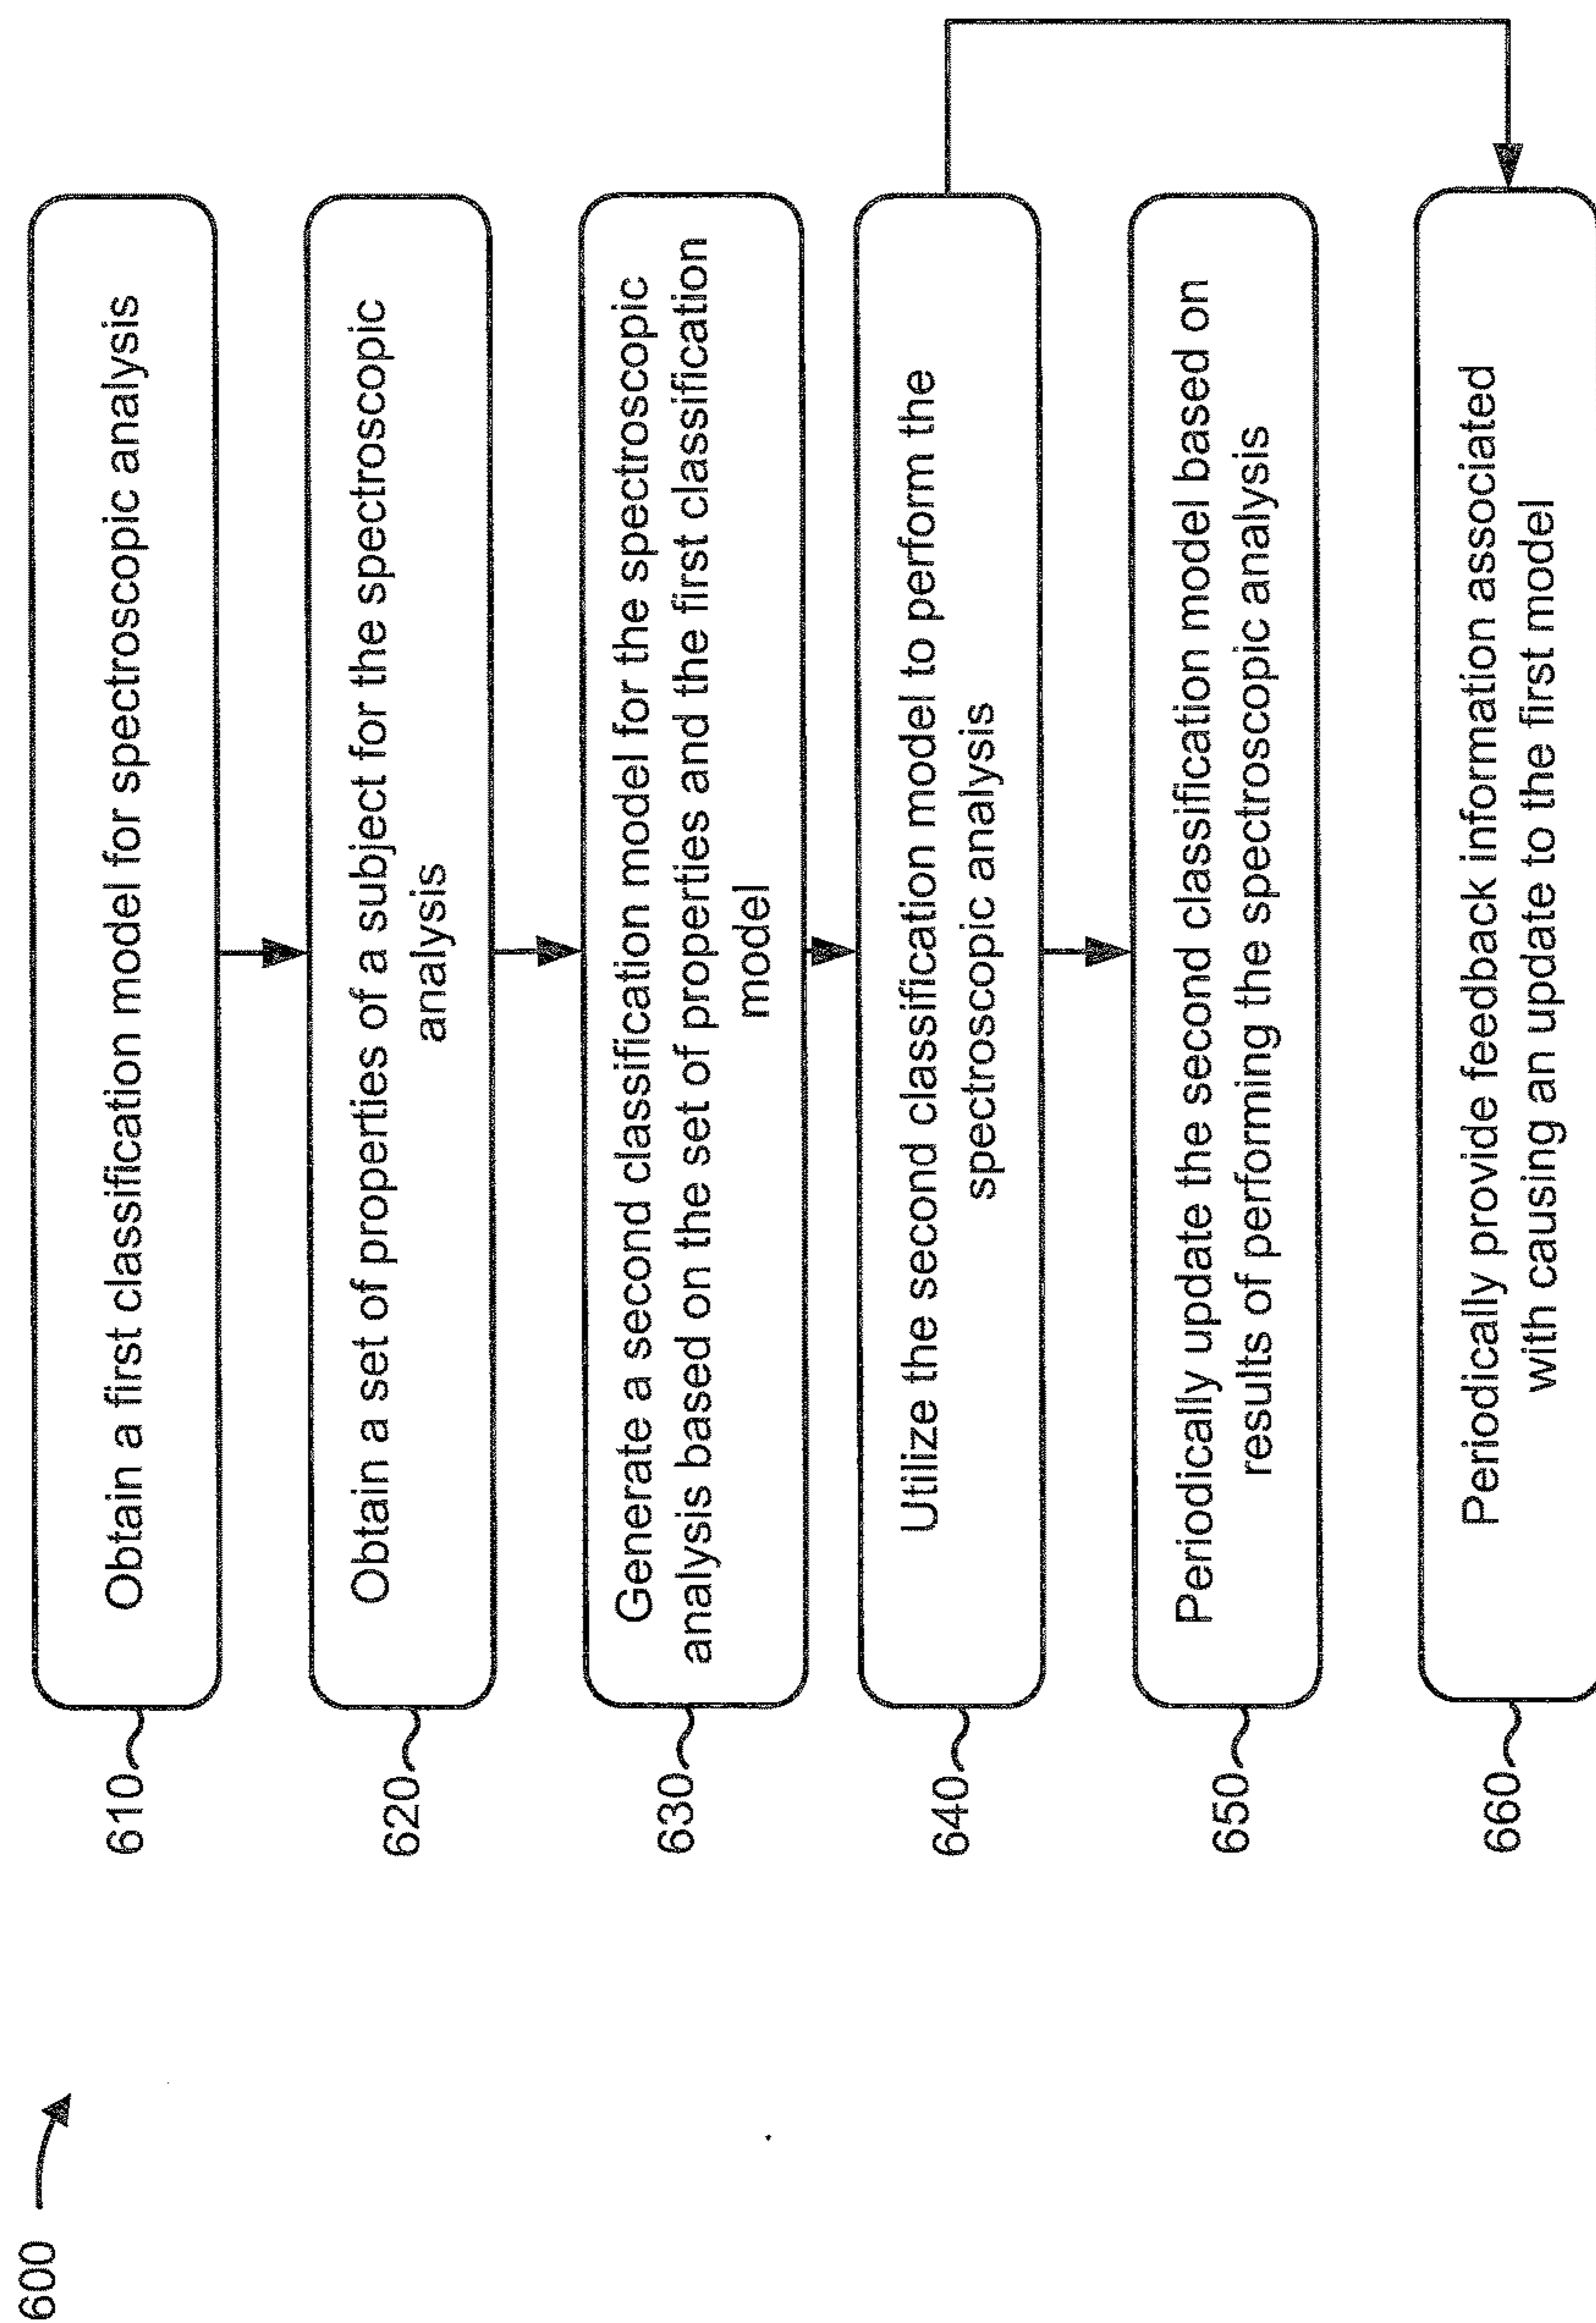 600
610
Obtain a first classification model for spectroscopic analysis
620
Obtain a set of properties of a subject for the spectroscopic
analysis
630
Generate a second classification model for the spectroscopic
analysis based on the set of properties and the first classification
model
640
Utilize the second classification model to perform the
spectroscopic analysis
650
Periodically update the second classification model based on
results of performing the spectroscopic analysis
660
Periodically provide feedback information associated
with causing an update to the first model